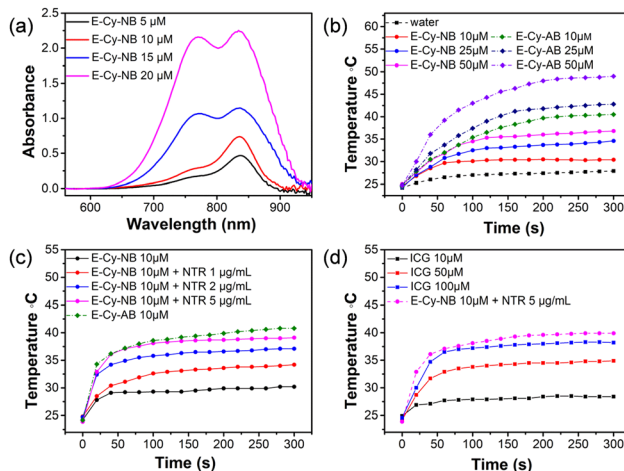 (a)
E-Cy-NB 5 μM
E-Cy-NB 10 μM
E-Cy-NB 15 μM
E-Cy-NB 20 μM
Absorbance
2.5
2.0
1.5
1.0
0.5
0.0
600 700 800 900
Wavelength (nm)
(b)
water
E-Cy-NB 10μM E-Cy-AB 10μM
E-Cy-NB 25μM E-Cy-AB 25μM
E-Cy-NB 50μM E-Cy-AB 50μM
Temperature °C
60
55
50
45
40
35
30
25
0 50 100 150 200 250 300
Time (s)
(c)
E-Cy-NB 10μM
E-Cy-NB 10μM + NTR 1 μg/mL
E-Cy-NB 10μM + NTR 2 μg/mL
E-Cy-NB 10μM + NTR 5 μg/mL
E-Cy-AB 10μM
Temperature °C
55
50
45
40
35
30
25
0 50 100 150 200 250 300
Time (s)
(d)
ICG 10μM
ICG 50μM
ICG 100μM
E-Cy-NB 10μM + NTR 5 μg/mL
Temperature °C
55
50
45
40
35
30
25
0 50 100 150 200 250 300
Time (s)